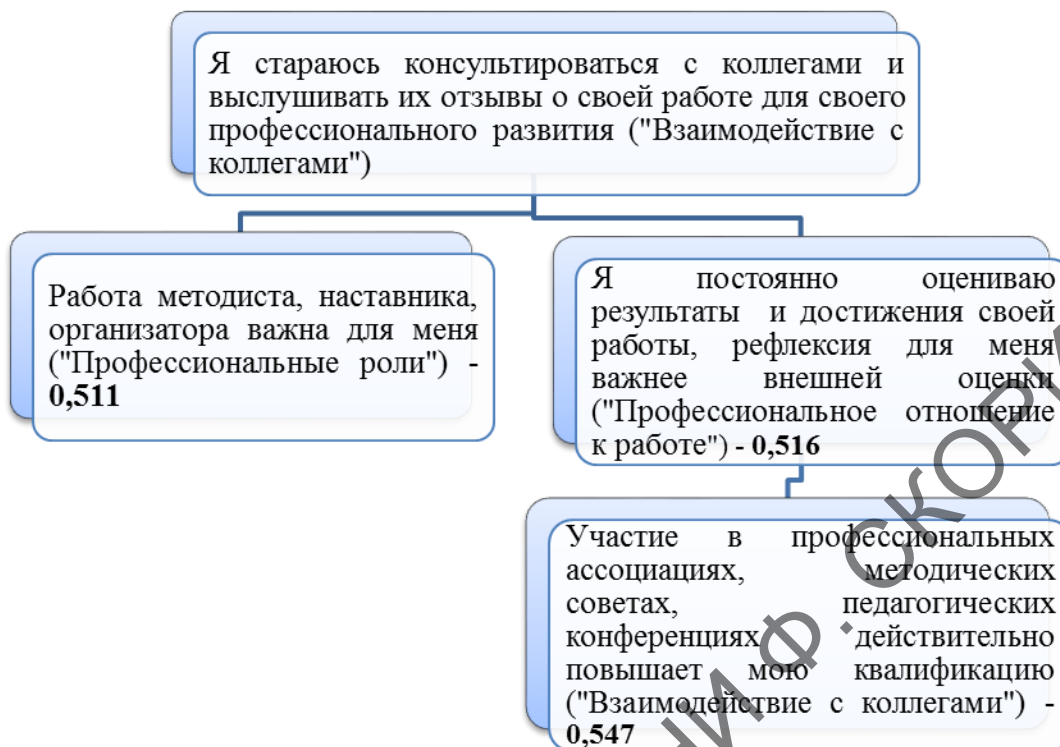 Я стараюсь консультироваться с коллегами и
выслушивать их отзывы о своей работе для своего
профессионального развития ("Взаимодействие с
коллегами")
Работа методиста, наставника,
организатора важна для меня
("Профессиональные роли") -
0,511
Я постоянно оцениваю
результаты и достижения своей
работы, рефлексия для меня
важнее внешней оценки
("Профессиональное отношение
к работе") - 0,516
Участие в профессиональных
ассоциациях, методических
советах, педагогических
конференциях действительно
повышает мою квалификацию
("Взаимодействие с коллегами") -
0,547
Ф. СКОРИ